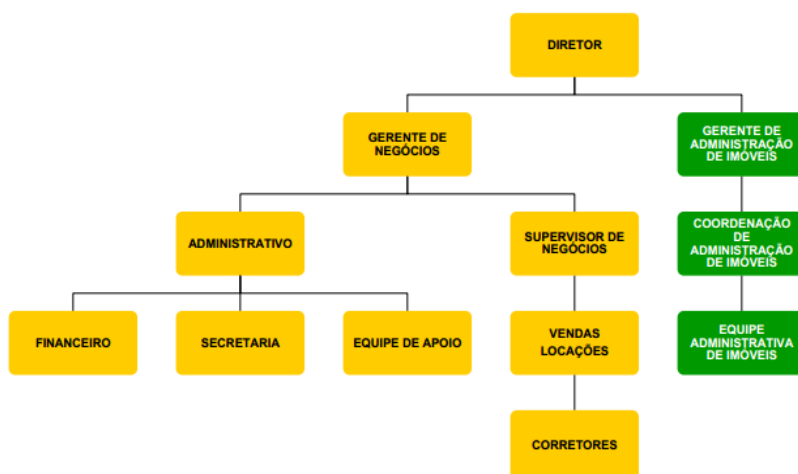 DIRETOR
GERENTE DE
NEGÓCIOS
GERENTE DE
ADMINISTRAÇÃO
DE IMÓVEIS
ADMINISTRATIVO
SUPERVISOR DE
NEGÓCIOS
COORDENAÇÃO
DE
ADMINISTRAÇÃO
DE IMÓVEIS
FINANCEIRO
SECRETARIA
EQUIPE DE APOIO
VENDAS
LOCAÇÕES
EQUIPE
ADMINISTRATIVA
DE IMÓVEIS
CORRETORES